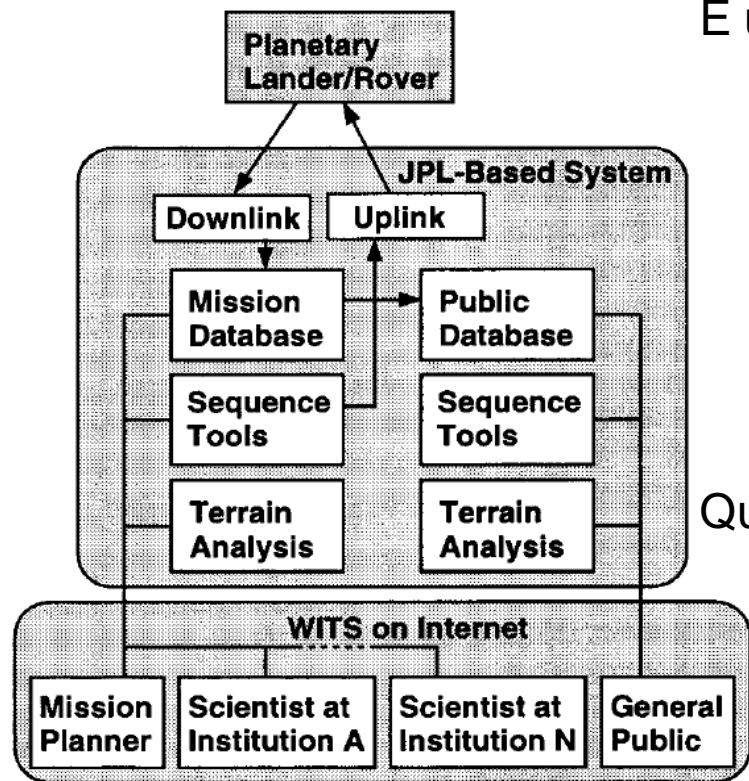 E
Planetary
Lander/Rover
JPL-Based System
Downlink
Uplink
Mission
Database
Public
Database
Sequence
Tools
Sequence
Tools
Terrain
Analysis
Terrain
Analysis
WITS on Internet
Mission
Planner
Scientist at
Institution A
Scientist at
Institution N
General
Public